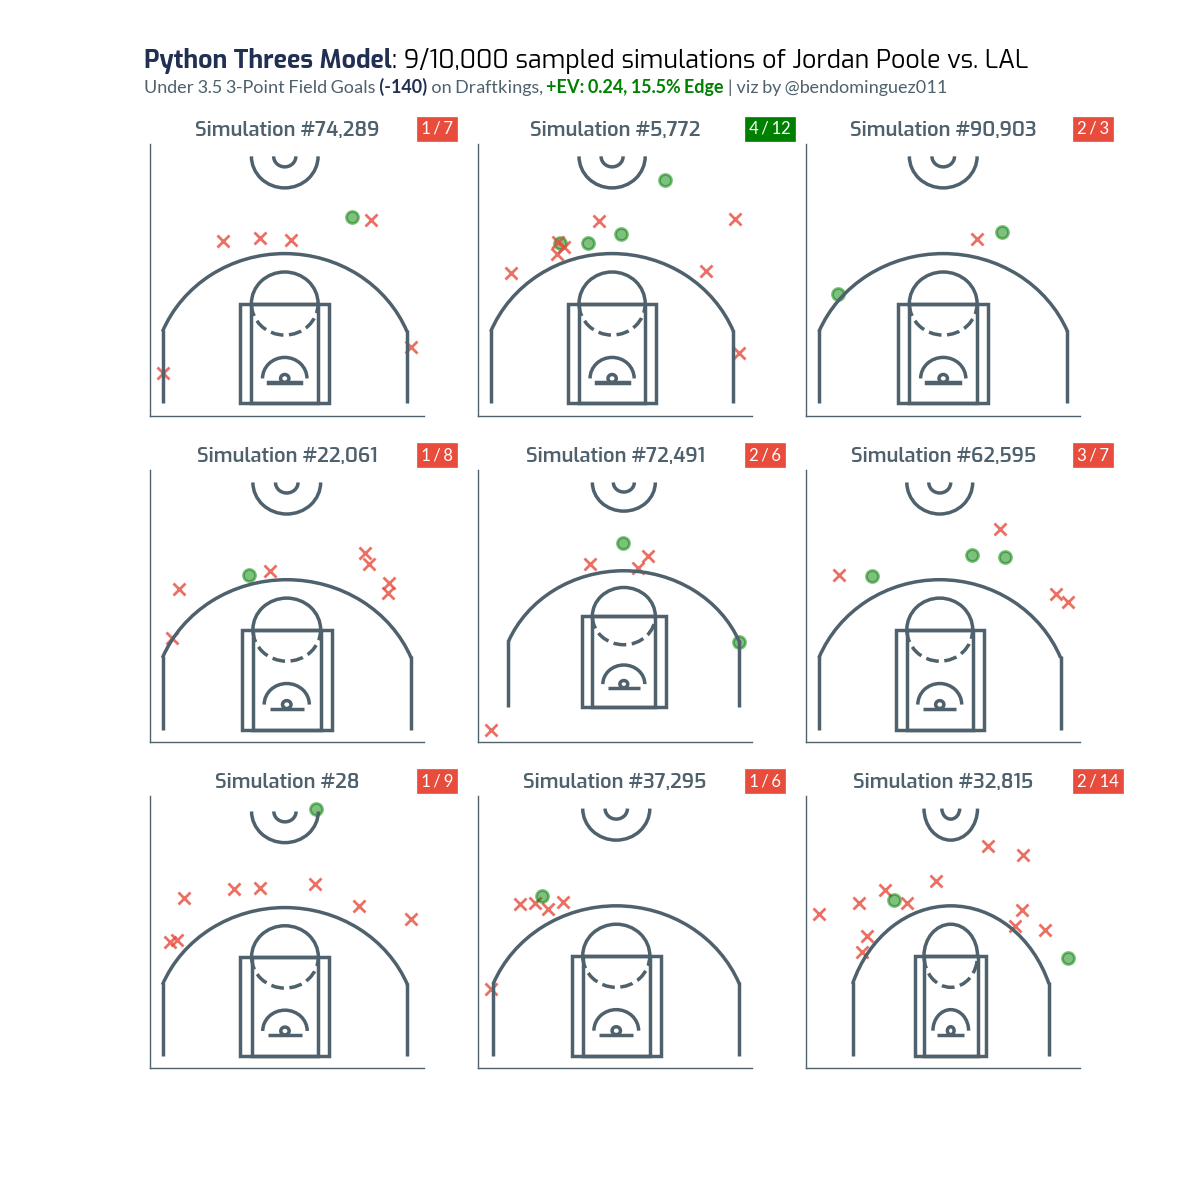 Python Threes Model: 9/10,000 sampled simulations of Jordan Poole vs. LAL
Under 3.5 3-Point Field Goals (-140) on Draftkings, +EV: 0.24, 15.5% Edge | viz by @bendominguez011
Simulation #74,289 1 / 7
Simulation #5,772 4 / 12
Simulation #90,903 2 / 3
Simulation #22,061 1 / 8
Simulation #72,491 2 / 6
Simulation #62,595 3 / 7
Simulation #28 1 / 9
Simulation #37,295 1 / 6
Simulation #32,815 2 / 14